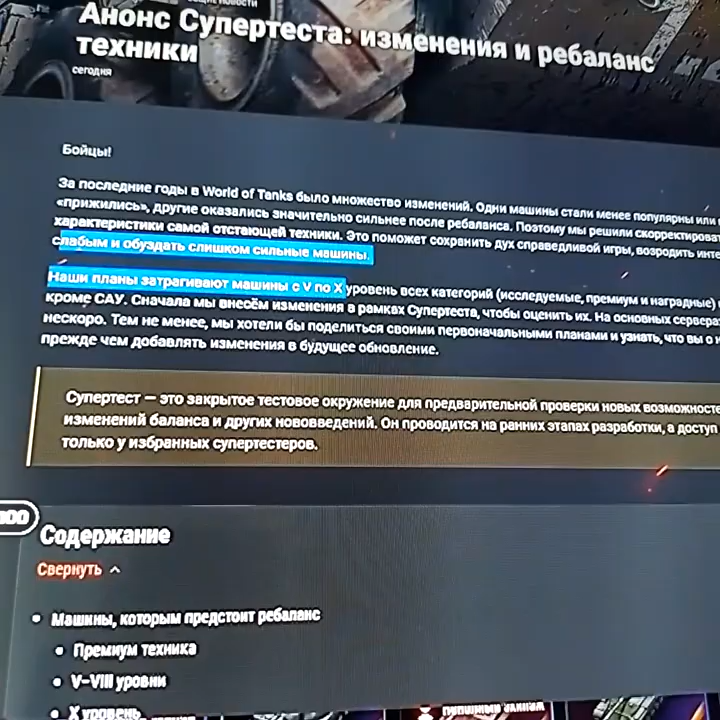 Анонс Супертеста: изменения и ребаланс
техники
сегодня
Бойцы!
За последние годы в World of Tanks было множество изменений. Одни машины стали менее популярны или
«прижились», другие оказались значительно сильнее после ребаланса. Поэтому мы решили скорректироват
характеристики самой отстающей техники. Это поможет сохранить дух справедливой игры, возродить инте
слабым и обуздать слишком сильные машины.
Наши планы затрагивают машины с V по X уровень всех категорий (исследуемые, премиум и наградные)
кроме САУ. Сначала мы внесём изменения в рамках Супертеста, чтобы оценить их. На основных сервера
нескоро. Тем не менее, мы хотели бы поделиться своими первоначальными планами и узнать, что вы о
прежде чем добавлять изменения в будущее обновление.
Супертест — это закрытое тестовое окружение для предварительной проверки новых возможносте
изменений баланса и других нововведений. Он проводится на ранних этапах разработки, а доступ
только у избранных супертестеров.
Содержание
Свернуть
Машины, которым предстоит ребаланс
Премиум техника
V–VIII уровни
X уровень